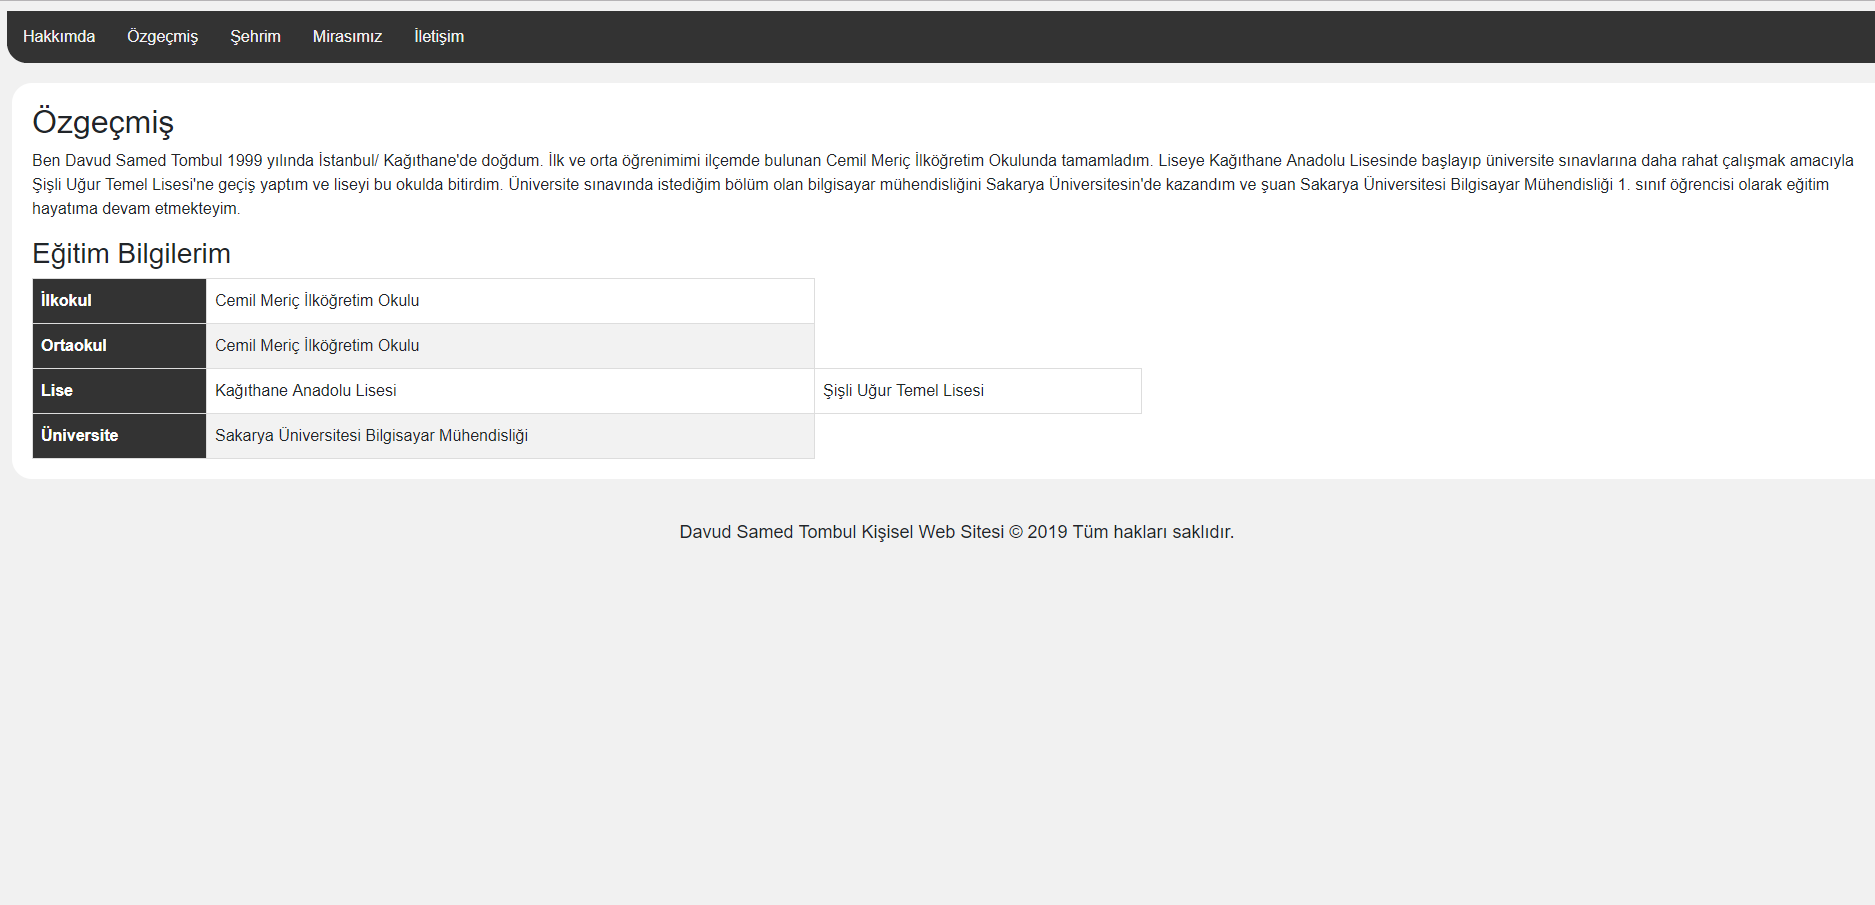 Hakkımda Özgeçmiş Şehrim Mirasımız İletişim
Özgeçmiş
Ben Davud Samed Tombul 1999 yılında İstanbul/ Kağıthane'de doğdum. İlk ve orta öğrenimimi ilçemde bulunan Cemil Meriç İlköğretim Okulunda tamamladım. Liseye Kağıthane Anadolu Lisesinde başlayıp üniversite sınavlarına daha rahat çalışmak amacıyla
Şişli Uğur Temel Lisesi'ne geçiş yaptım ve liseyi bu okulda bitirdim. Üniversite sınavında istediğim bölüm olan bilgisayar mühendisliğini Sakarya Üniversitesin'de kazandım ve şuan Sakarya Üniversitesi Bilgisayar Mühendisliği 1. sınıf öğrencisi olarak eğitim
hayatıma devam etmekteyim.
Eğitim Bilgilerim
İlkokul Cemil Meriç İlköğretim Okulu
Ortaokul Cemil Meriç İlköğretim Okulu
Lise Kağıthane Anadolu Lisesi Şişli Uğur Temel Lisesi
Üniversite Sakarya Üniversitesi Bilgisayar Mühendisliği
Davud Samed Tombul Kişisel Web Sitesi © 2019 Tüm hakları saklıdır.